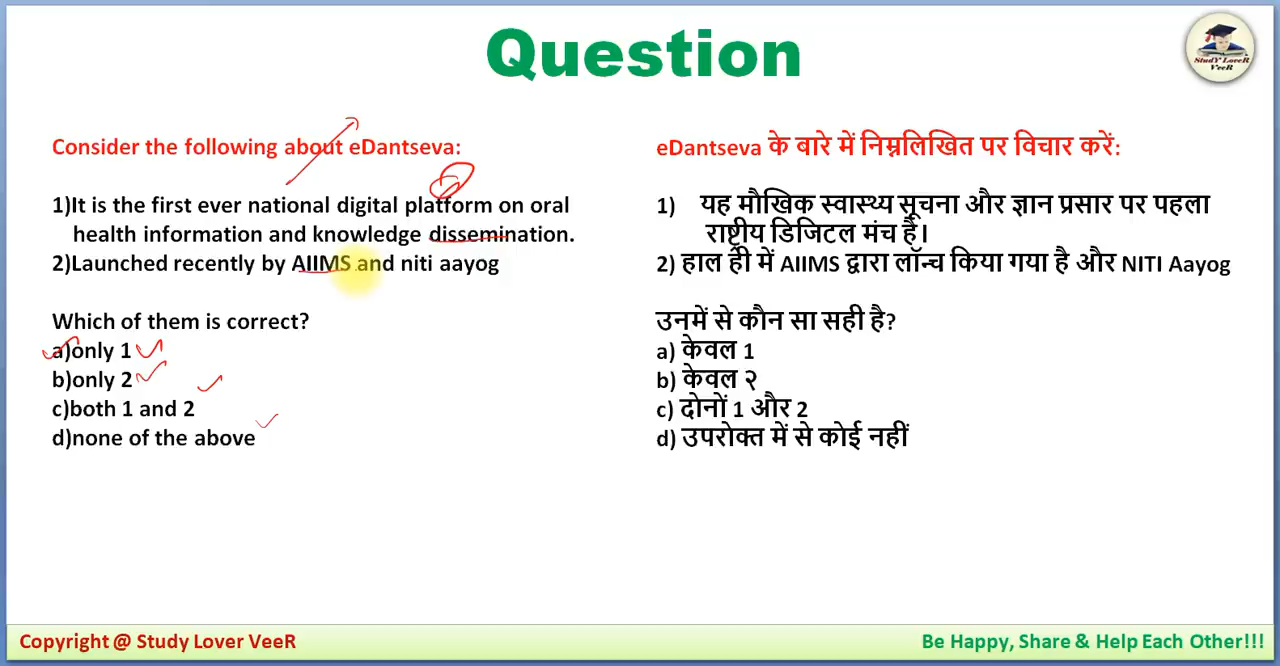 Question
StudY LoveR
VeeR
Consider the following about eDantseva:
1)It is the first ever national digital platform on oral
health information and knowledge dissemination.
2)Launched recently by AIIMS and niti aayog
Which of them is correct?
a)only 1
b)only 2
c)both 1 and 2
d)none of the above
eDantseva के बारे में निम्नलिखित पर विचार करें:
1) यह मौखिक स्वास्थ्य सूचना और ज्ञान प्रसार पर पहला
राष्ट्रीय डिजिटल मंच है।
2) हाल ही में AIIMS द्वारा लॉन्च किया गया है और NITI Aayog
उनमें से कौन सा सही है?
a) केवल 1
b) केवल २
c) दोनों 1 और 2
d) उपरोक्त में से कोई नहीं
Copyright @ Study Lover VeeR
Be Happy, Share & Help Each Other!!!